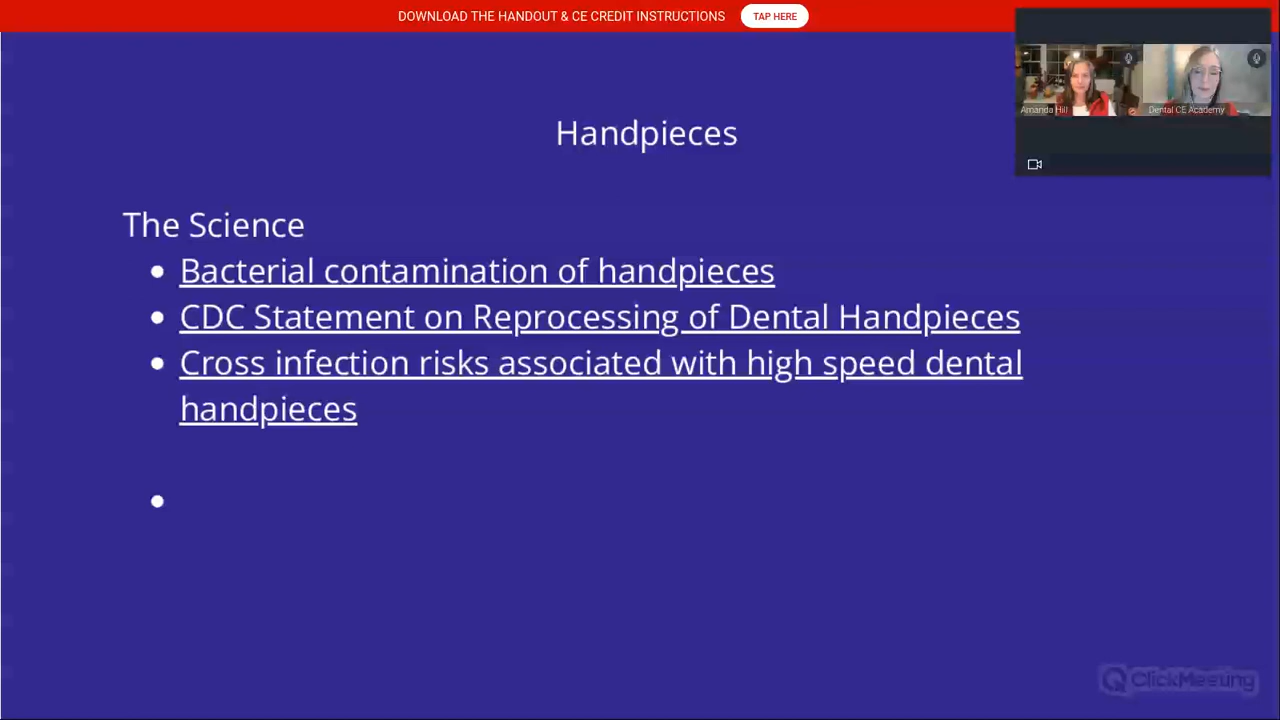 DOWNLOAD THE HANDOUT & CE CREDIT INSTRUCTIONS TAP HERE
Amanda Hill
Dental CE Academy
Handpieces
The Science
Bacterial contamination of handpieces
CDC Statement on Reprocessing of Dental Handpieces
Cross infection risks associated with high speed dental
handpieces
ClickMeeting